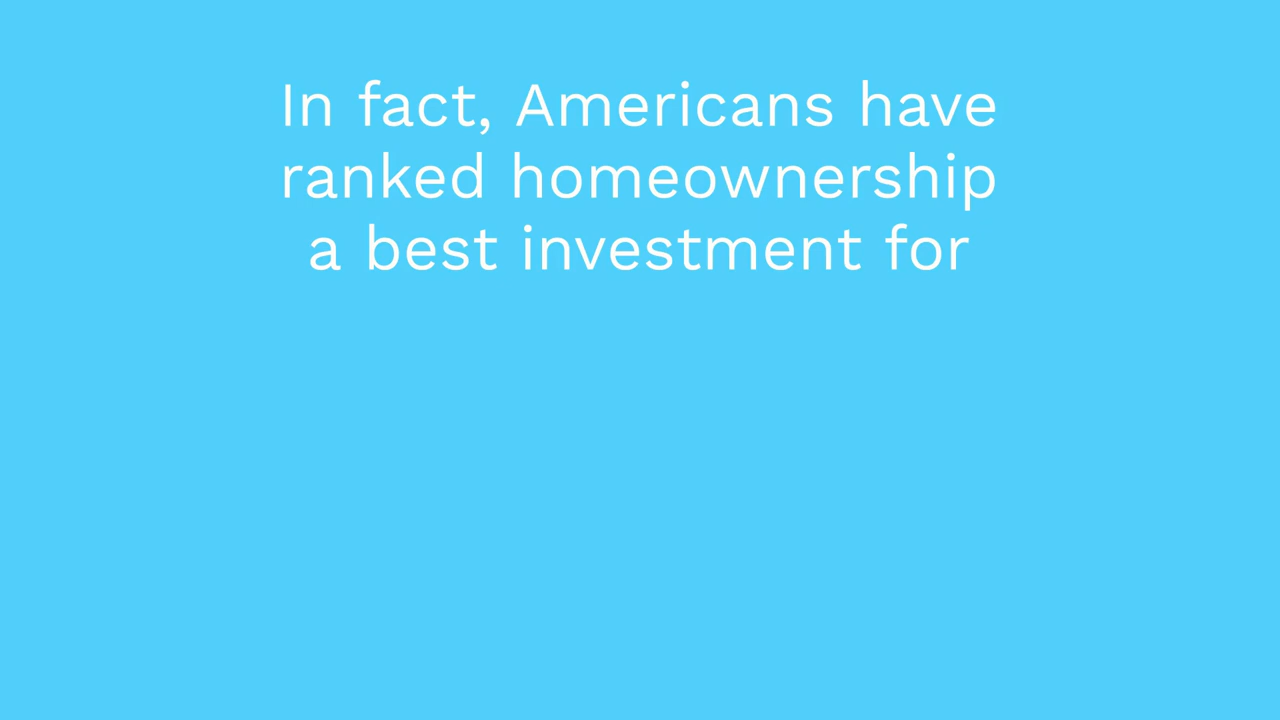 In fact, Americans have
ranked homeownership
a best investment for